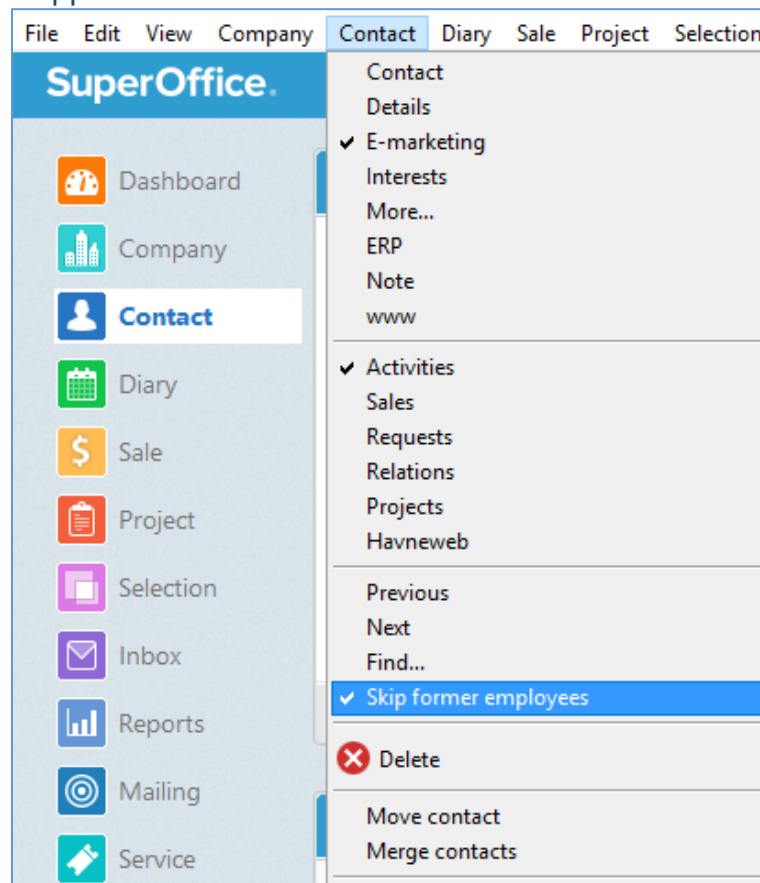 File Edit View Company Contact Diary Sale Project Selection
SuperOffice.
Dashboard
Company
Contact
Diary
Sale
Project
Selection
Inbox
Reports
Mailing
Service
Contact
Details
E-marketing
Interests
More...
ERP
Note
www
Activities
Sales
Requests
Relations
Projects
Havneweb
Previous
Next
Find...
Skip former employees
Delete
Move contact
Merge contacts